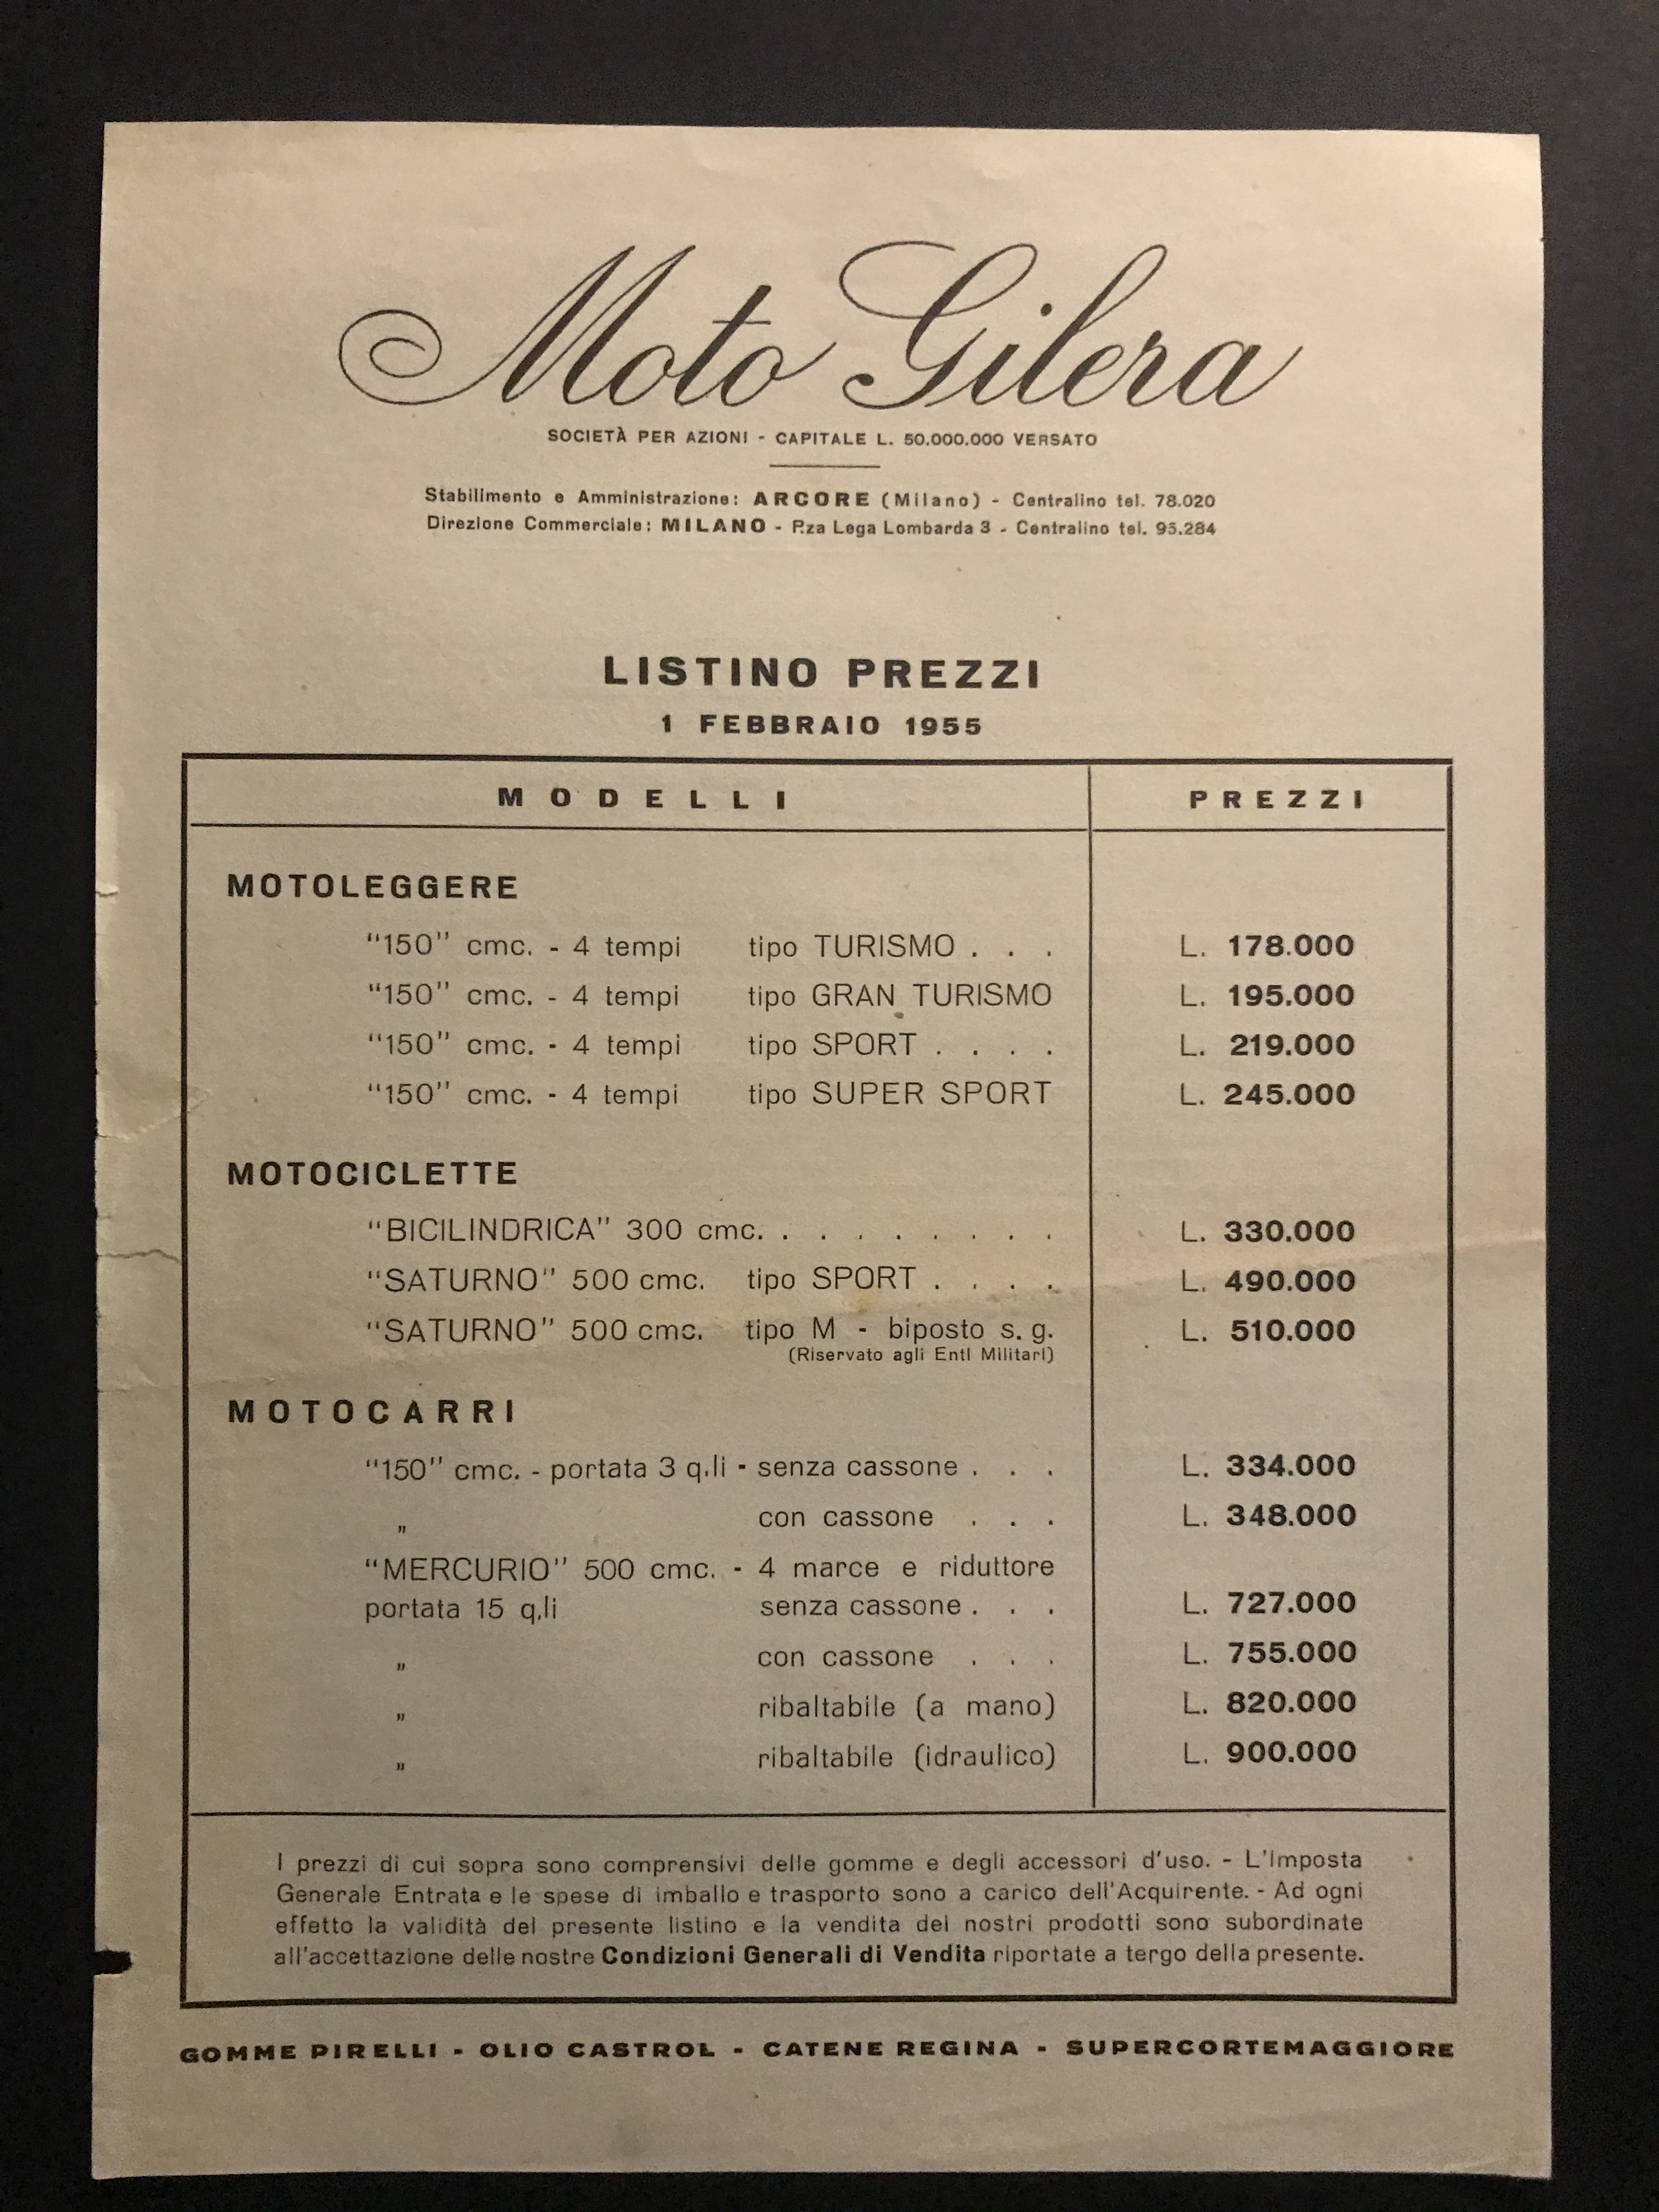 Moto Gilera
SOCIETÀ PER AZIONI - CAPITALE L. 50.000.000 VERSATO
Stabilimento e Amministrazione: ARCORE (Milano) - Centralino tel. 78.020
Direzione Commerciale: MILANO - P.za Lega Lombarda 3 - Centralino tel. 95.284
LISTINO PREZZI
1 FEBBRAIO 1955
MODELLI PREZZI
MOTOLEGGERE
"150" cmc. - 4 tempi tipo TURISMO . . . L. 178.000
"150" cmc. - 4 tempi tipo GRAN TURISMO L. 195.000
"150" cmc. - 4 tempi tipo SPORT . . . . L. 219.000
"150" cmc. - 4 tempi tipo SUPER SPORT L. 245.000
MOTOCICLETTE
"BICILINDRICA" 300 cmc. . . . . . . . . L. 330.000
"SATURNO" 500 cmc. tipo SPORT . . . . L. 490.000
"SATURNO" 500 cmc. tipo M - biposto s. g. L. 510.000
(Riservato agli Enti Militari)
MOTOCARRI
"150" cmc. - portata 3 q.li - senza cassone . . . L. 334.000
„ con cassone . . . L. 348.000
"MERCURIO" 500 cmc. - 4 marce e riduttore
portata 15 q.li senza cassone . . . L. 727.000
„ con cassone . . . L. 755.000
„ ribaltabile (a mano) L. 820.000
„ ribaltabile (idraulico) L. 900.000
I prezzi di cui sopra sono comprensivi delle gomme e degli accessori d'uso. - L'Imposta
Generale Entrata e le spese di imballo e trasporto sono a carico dell'Acquirente. - Ad ogni
effetto la validità del presente listino e la vendita dei nostri prodotti sono subordinate
all'accettazione delle nostre Condizioni Generali di Vendita riportate a tergo della presente.
GOMME PIRELLI - OLIO CASTROL - CATENE REGINA - SUPERCORTEMAGGIORE